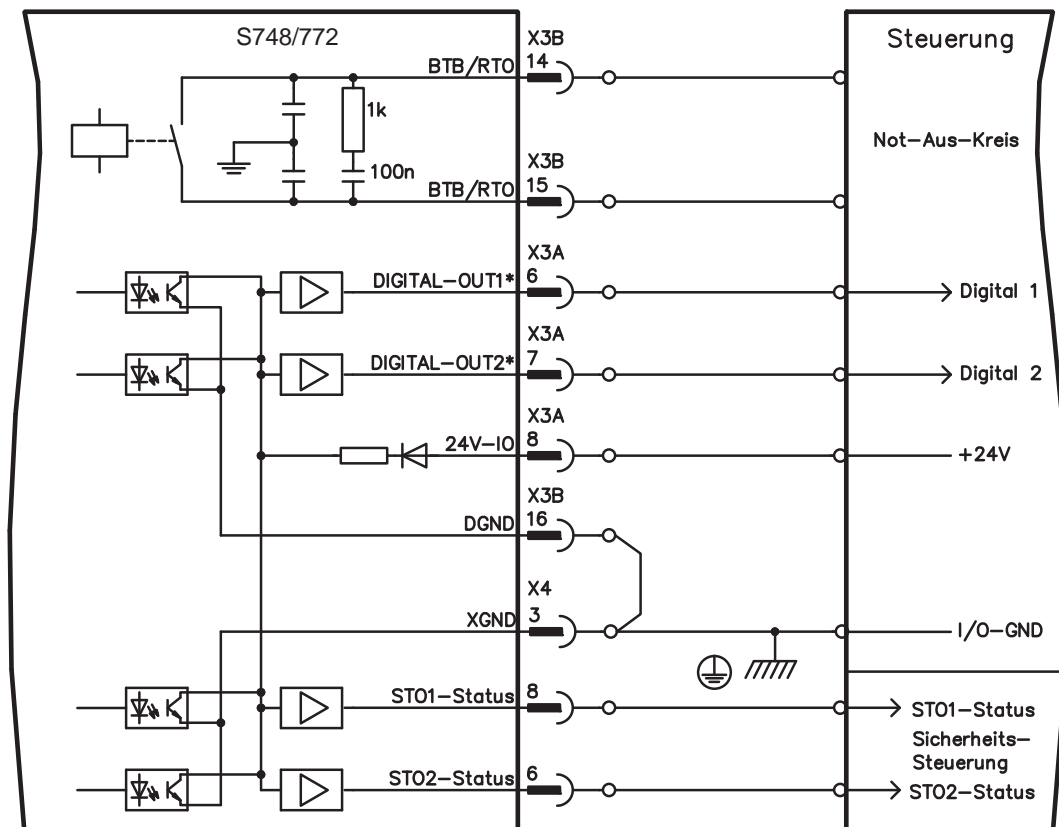 S748/772
X3B
Steuerung
BTB/RTO 14
1k
Not-Aus-Kreis
100n
X3B
BTB/RTO 15
X3A
DIGITAL-OUT1* 6
Digital 1
X3A
DIGITAL-OUT2* 7
Digital 2
X3A
24V-IO 8
+24V
X3B
DGND 16
X4
XGND 3
I/O-GND
STO1-Status 8
STO1-Status
Sicherheits-
Steuerung
STO2-Status 6
STO2-Status